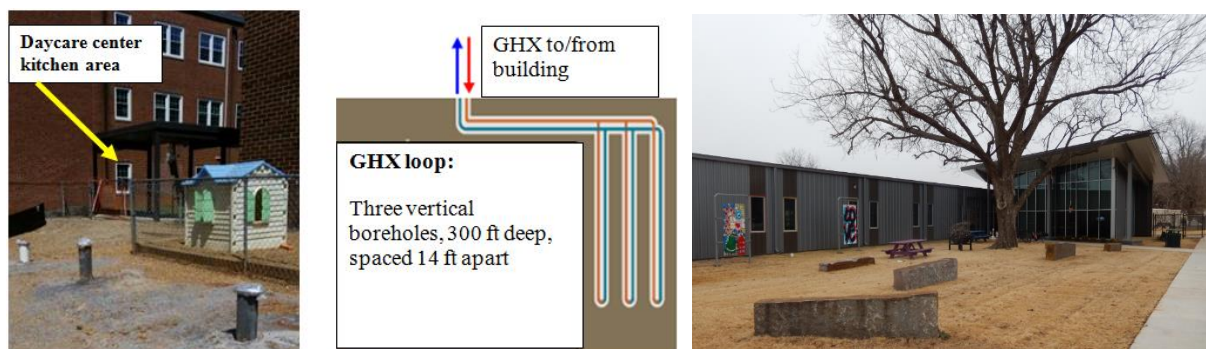 Daycare center
kitchen area
GHX to/from
building
GHX loop:
Three vertical
boreholes, 300 ft deep,
spaced 14 ft apart